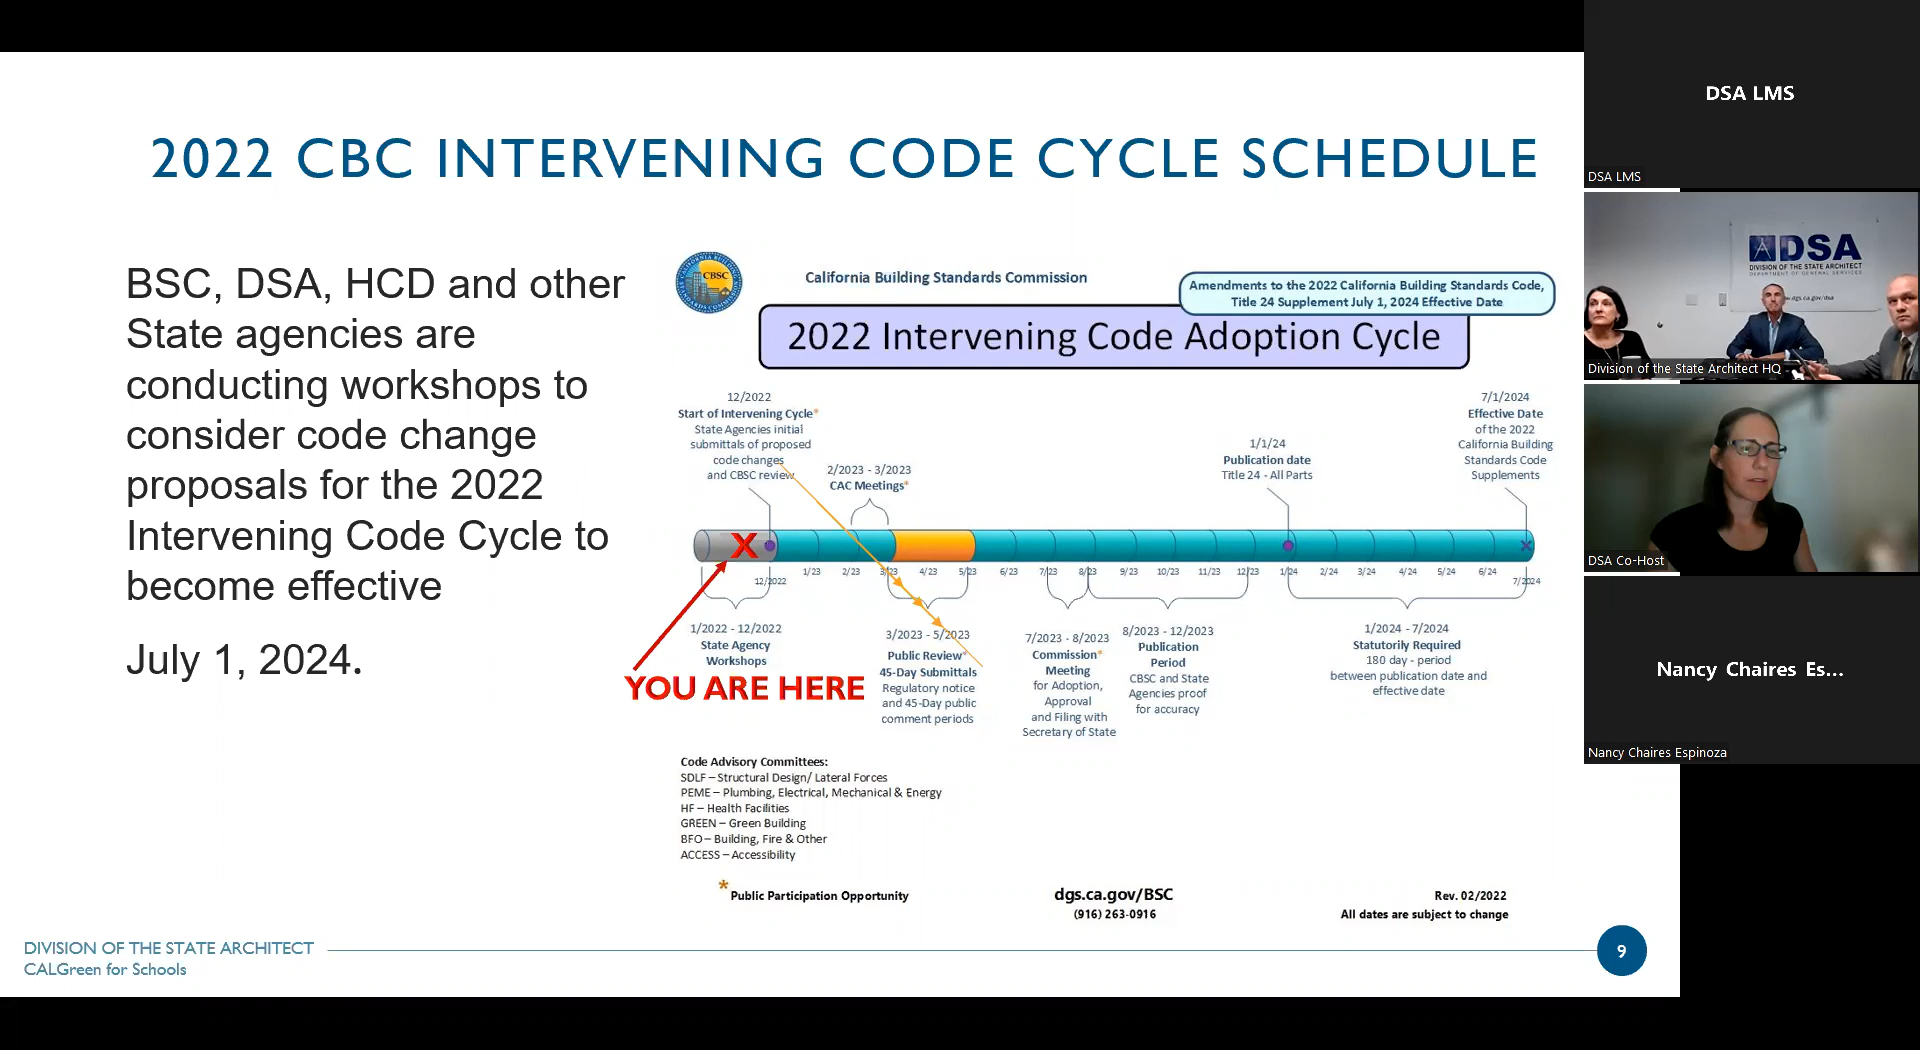 2022 CBC INTERVENING CODE CYCLE SCHEDULE
BSC, DSA, HCD and other
State agencies are
conducting workshops to
consider code change
proposals for the 2022
Intervening Code Cycle to
become effective
July 1, 2024.
CBSC
California Building Standards Commission
Amendments to the 2022 California Building Standards Code,
Title 24 Supplement July 1, 2024 Effective Date
2022 Intervening Code Adoption Cycle
12/2022
Start of Intervening Cycle*
State Agencies initial
submittals of proposed
code changes
and CBSC review
2/2023 - 3/2023
CAC Meetings*
1/1/24
Publication date
Title 24 - All Parts
7/1/2024
Effective Date
of the 2022
California Building
Standards Code
Supplements
X
12/2022 1/23 2/23 3/23 4/23 5/23 6/23 7/23 8/23 9/23 10/23 11/23 12/23 1/24 2/24 3/24 4/24 5/24 6/24 7/2024
1/2022 - 12/2022
State Agency
Workshops
YOU ARE HERE
3/2023 - 5/2023
Public Review*
45-Day Submittals
Regulatory notice
and 45-Day public
comment periods
7/2023 - 8/2023
Commission*
Meeting
for Adoption,
Approval
and Filing with
Secretary of State
8/2023 - 12/2023
Publication
Period
CBSC and State
Agencies proof
for accuracy
1/2024 - 7/2024
Statutorily Required
180 day - period
between publication date and
effective date
Code Advisory Committees:
SDLF – Structural Design/ Lateral Forces
PEME – Plumbing, Electrical, Mechanical & Energy
HF – Health Facilities
GREEN – Green Building
BFO – Building, Fire & Other
ACCESS – Accessibility
* Public Participation Opportunity
dgs.ca.gov/BSC
(916) 263-0916
Rev. 02/2022
All dates are subject to change
DIVISION OF THE STATE ARCHITECT
CALGreen for Schools
9
DSA LMS
DSA LMS
DSA
DIVISION OF THE STATE ARCHITECT
DEPARTMENT OF GENERAL SERVICES
www.dgs.ca.gov/dsa
Division of the State Architect HQ
DSA Co-Host
Nancy Chaires Es...
Nancy Chaires Espinoza